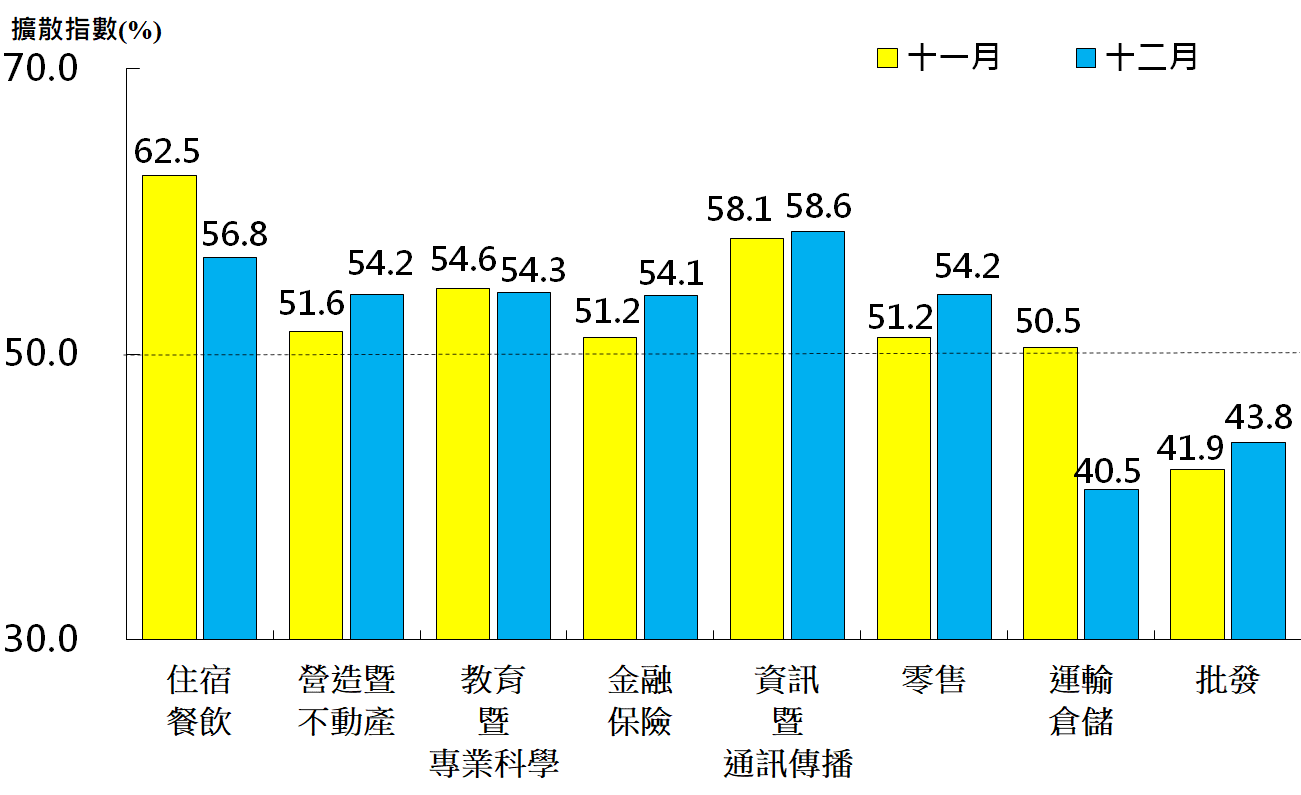 擴散指數(%)
十一月 十二月
70.0
50.0
30.0
62.5 56.8
51.6 54.2
54.6 54.3
51.2 54.1
58.1 58.6
51.2 54.2
50.5 40.5
41.9 43.8
住宿
餐飲
營造暨
不動產
教育
暨
專業科學
金融
保險
資訊
暨
通訊傳播
零售
運輸
倉儲
批發